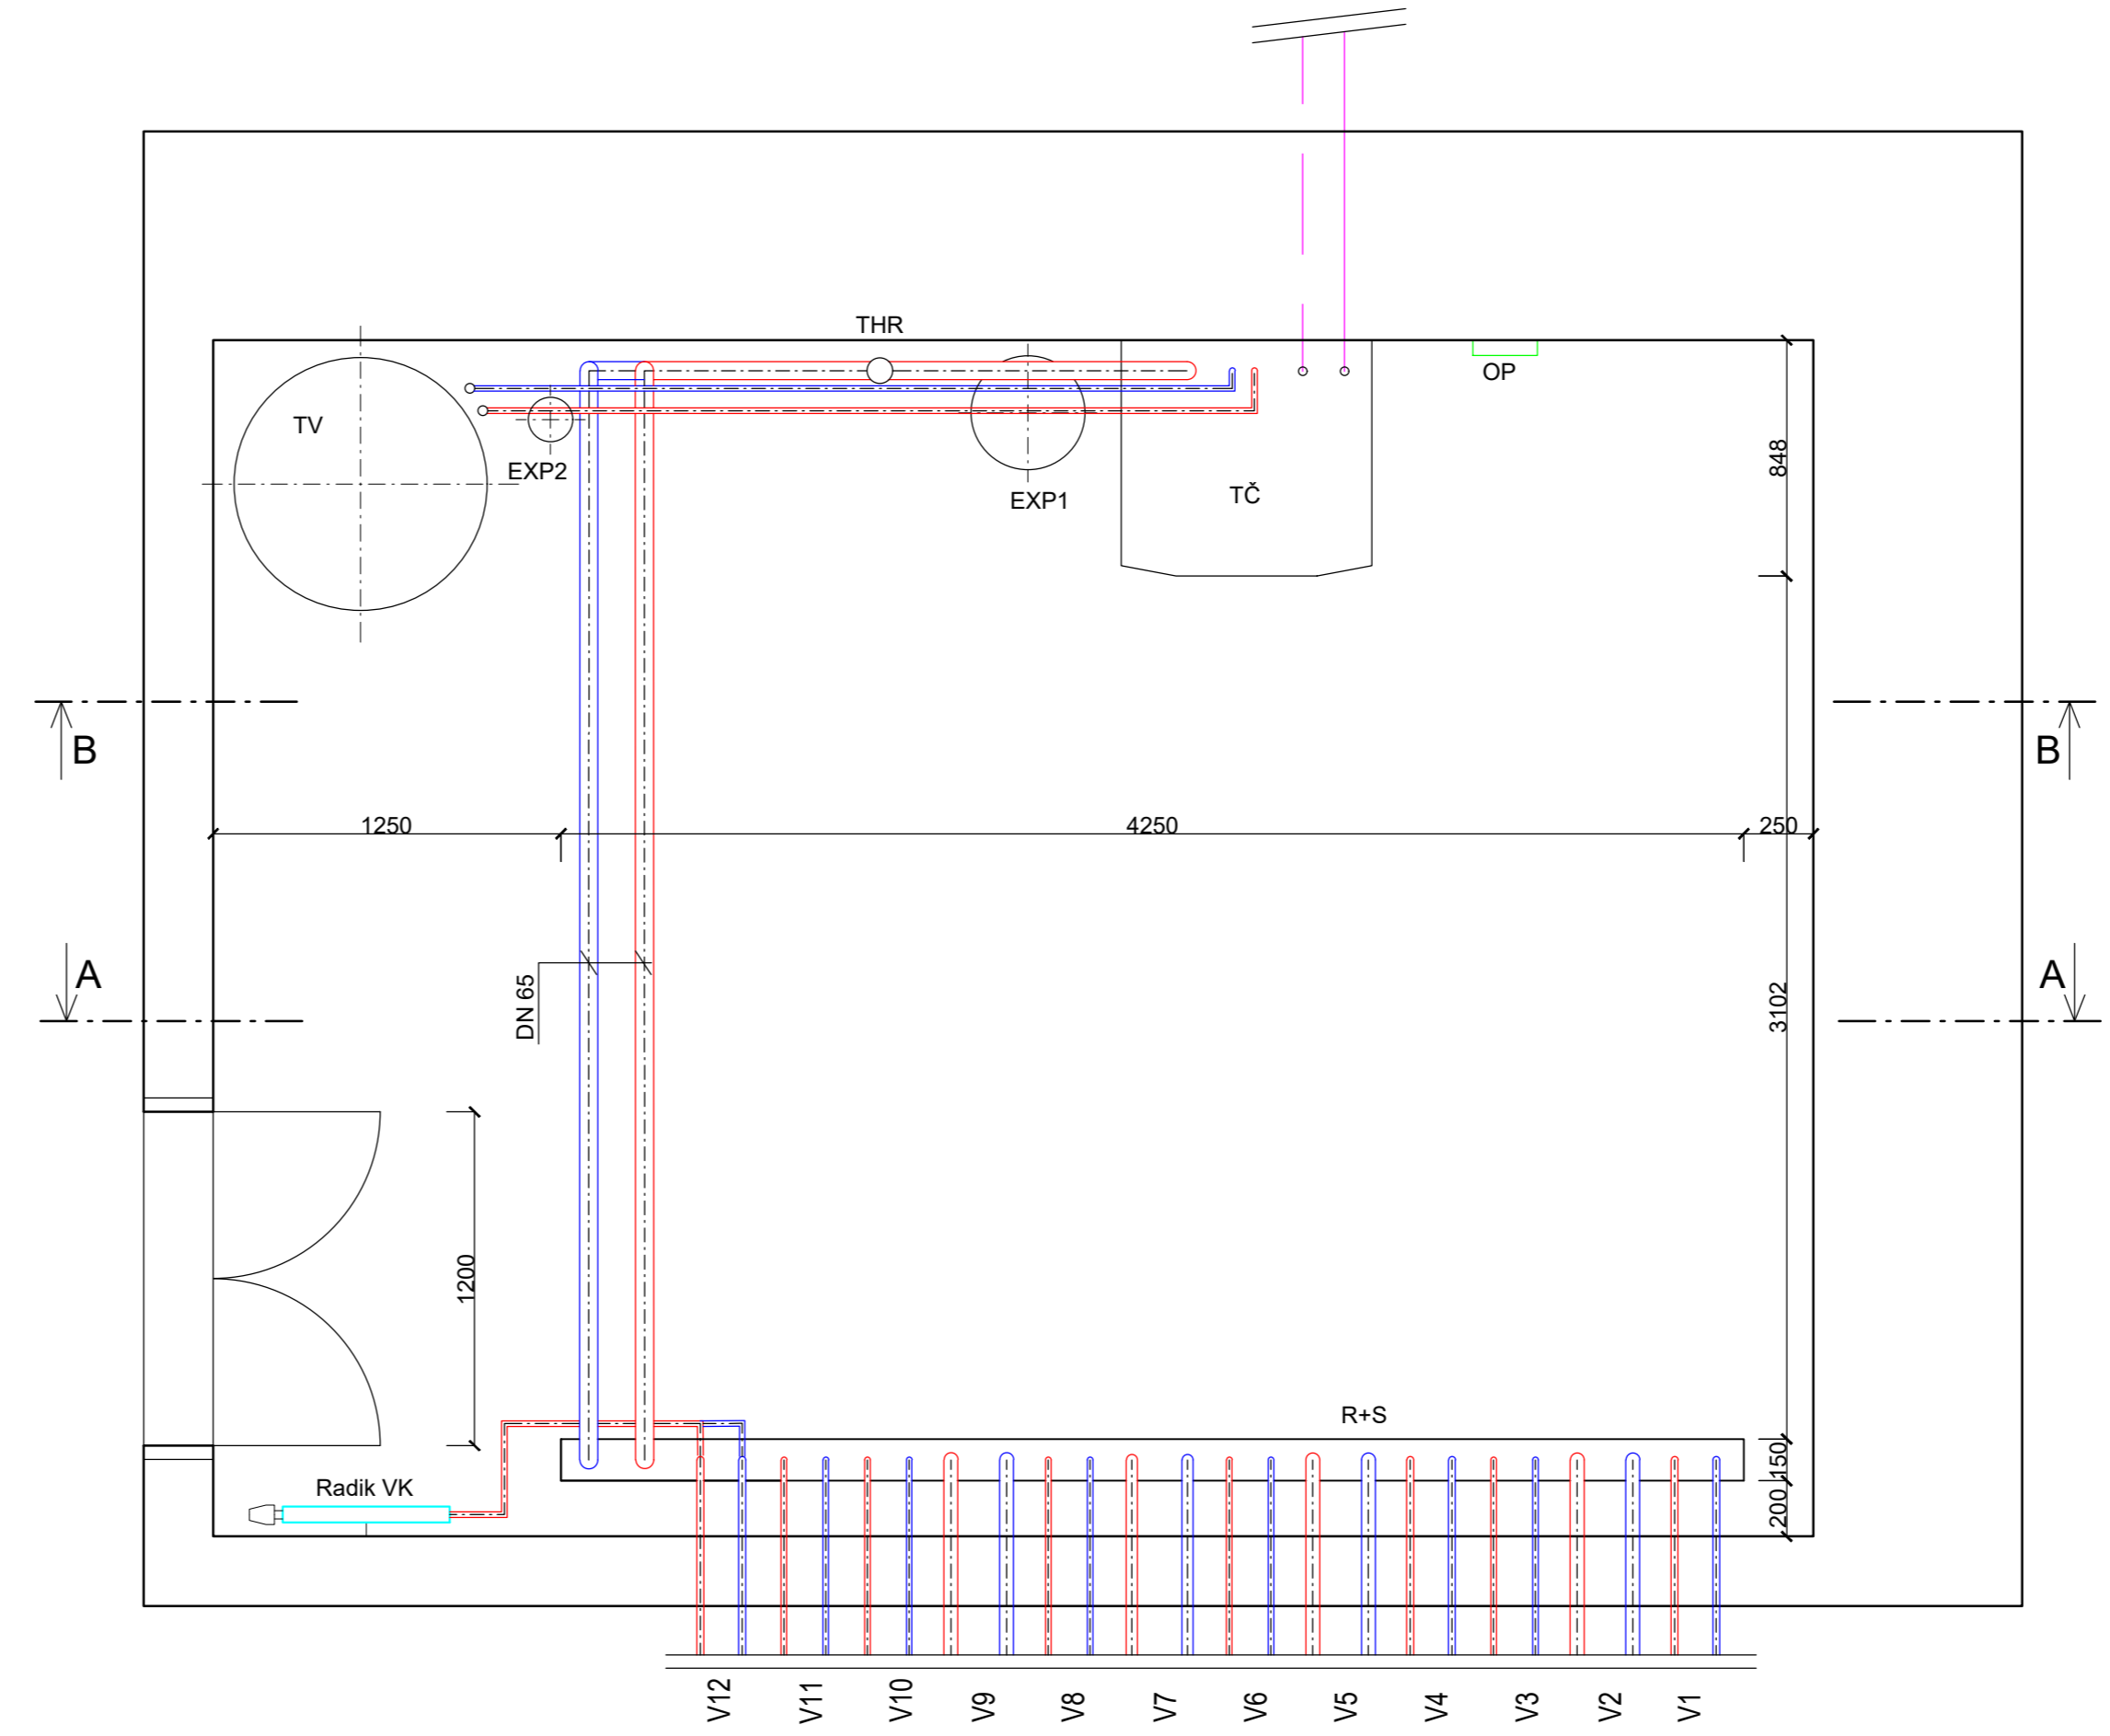 THR
OP
TV
EXP2
EXP1
TČ
848
B
B
1250
4250
250
A
A
DN 65
3102
1200
R+S
Radik VK
150
200
V12
V11
V10
V9
V8
V7
V6
V5
V4
V3
V2
V1